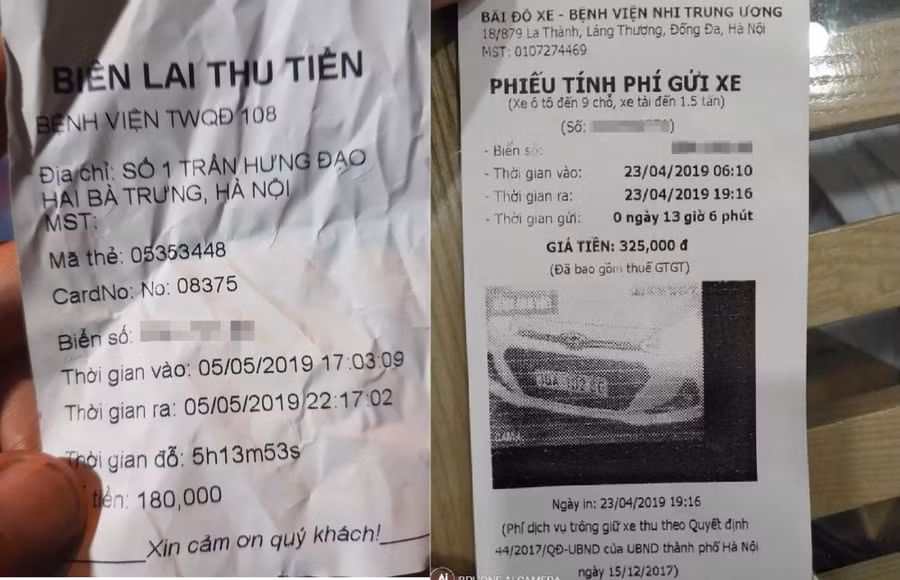 BIÊN LAI THU TIỀN
BỆNH VIỆN TWQĐ 108
Địa chỉ: SỐ 1 TRẦN HƯNG ĐẠO
HAI BÀ TRƯNG, HÀ NỘI
MST:
Mã thẻ: 05353448
CardNo: No: 08375
Biển số:
Thời gian vào: 05/05/2019 17:03:09
Thời gian ra: 05/05/2019 22:17:02
Thời gian đỗ: 5h13m53s
tiền: 180,000
Xin cảm ơn quý khách!
BÃI ĐỖ XE - BỆNH VIỆN NHI TRUNG ƯƠNG
18/879 La Thành, Láng Thượng, Đống Đa, Hà Nội
MST: 0107274469
PHIẾU TÍNH PHÍ GỬI XE
(Xe ô tô đến 9 chỗ, xe tải đến 1.5 tấn)
(Số:
- Biển số:
- Thời gian vào: 23/04/2019 06:10
- Thời gian ra: 23/04/2019 19:16
- Thời gian gửi: 0 ngày 13 giờ 6 phút
GIÁ TIỀN: 325,000 đ
(Đã bao gồm thuế GTGT)
Ngày in: 23/04/2019 19:16
(Phí dịch vụ trông giữ xe thu theo Quyết định
44/2017/QĐ-UBND của UBND thành phố Hà Nội
ngày 15/12/2017)